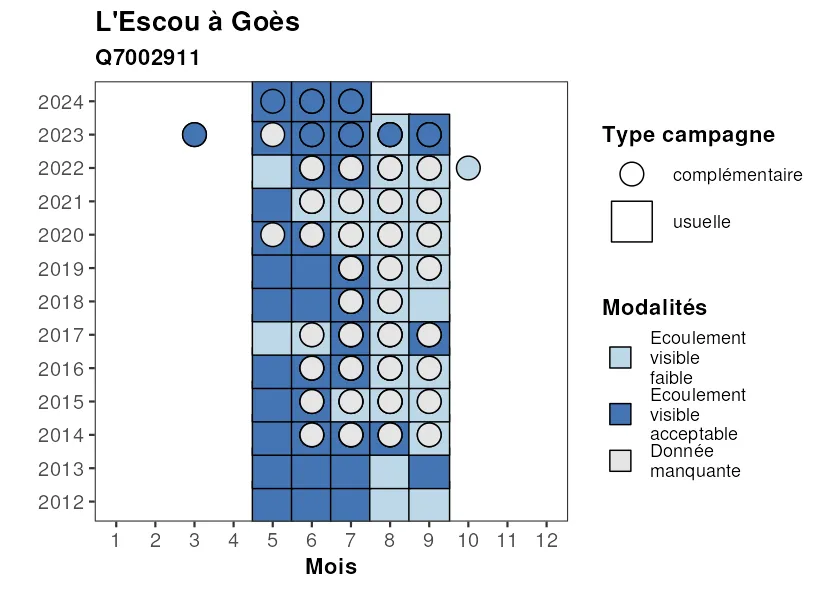 L'Escou à Goès
Q7002911
2024
2023
2022
2021
2020
2019
2018
2017
2016
2015
2014
2013
2012
1 2 3 4 5 6 7 8 9 10 11 12
Mois
Type campagne
complémentaire
usuelle
Modalités
Ecoulement
visible
faible
Ecoulement
visible
acceptable
Donnée
manquante